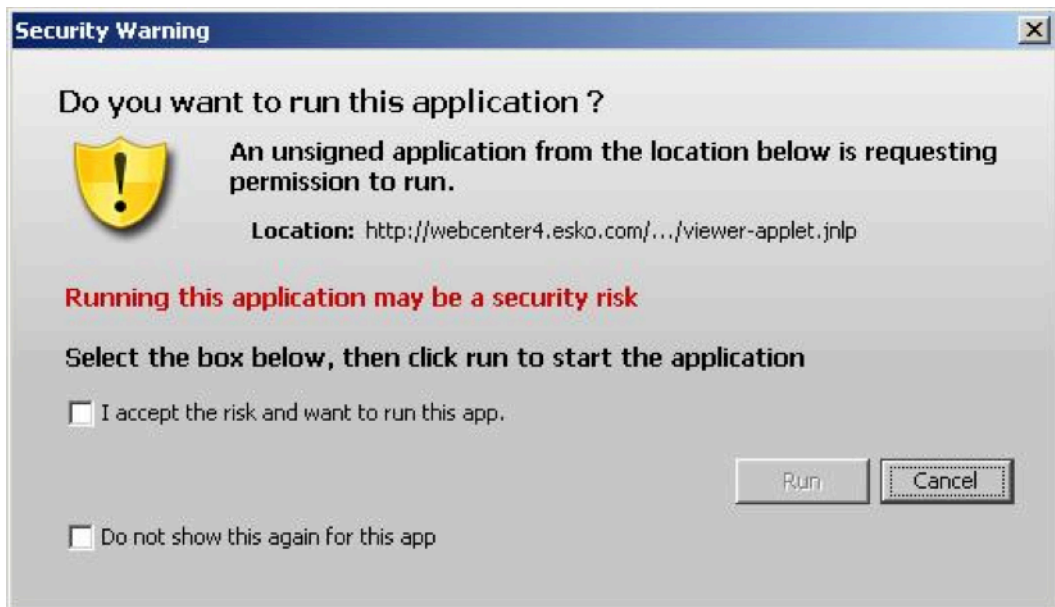 Security Warning
Do you want to run this application ?
An unsigned application from the location below is requesting
permission to run.
Location: http://webcenter4.esko.com/.../viewer-applet.jnlp
Running this application may be a security risk
Select the box below, then click run to start the application
I accept the risk and want to run this app.
Run Cancel
Do not show this again for this app